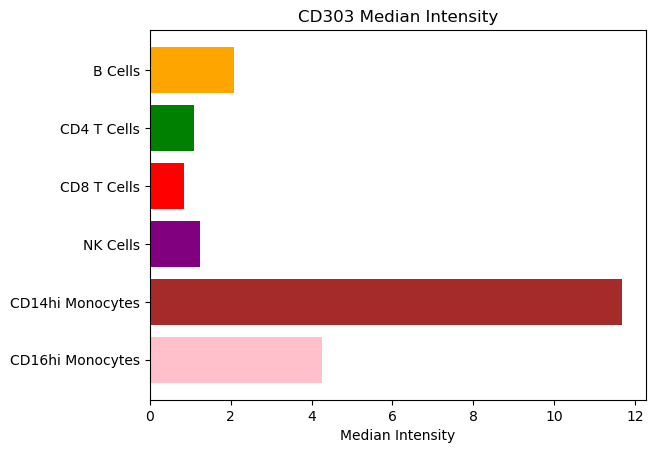 CD303 Median Intensity
B Cells
CD4 T Cells
CD8 T Cells
NK Cells
CD14hi Monocytes
CD16hi Monocytes
0 2 4 6 8 10 12
Median Intensity